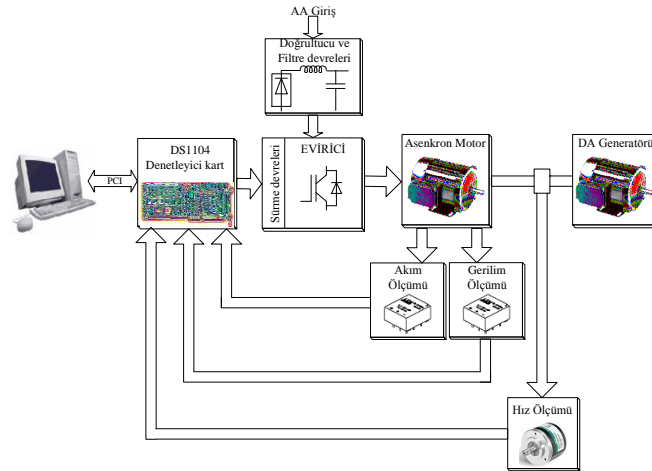 AA Giriş
Doğrultucu ve
Filtre devreleri
DS1104
Denetleyici kart
PCI
Sürme devreleri
EVİRİCİ
Asenkron Motor
DA Generatörü
Akım
Ölçümü
Gerilim
Ölçümü
Hız Ölçümü